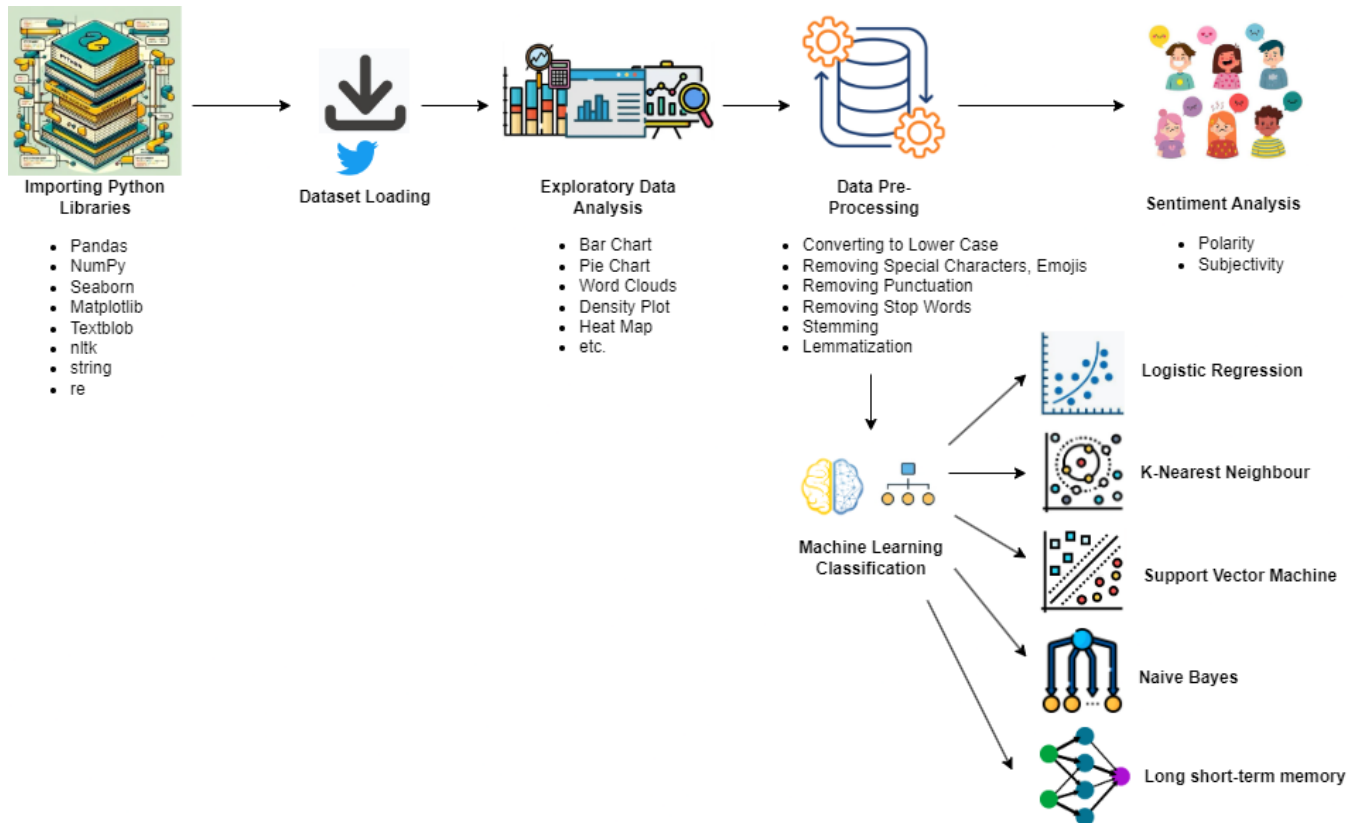 Importing Python
Libraries
• Pandas
• NumPy
• Seaborn
• Matplotlib
• Textblob
• nltk
• string
• re
Dataset Loading
Exploratory Data
Analysis
• Bar Chart
• Pie Chart
• Word Clouds
• Density Plot
• Heat Map
• etc.
Data Pre-
Processing
• Converting to Lower Case
• Removing Special Characters, Emojis
• Removing Punctuation
• Removing Stop Words
• Stemming
• Lemmatization
Sentiment Analysis
• Polarity
• Subjectivity
Machine Learning
Classification
Logistic Regression
K-Nearest Neighbour
Support Vector Machine
Naive Bayes
Long short-term memory